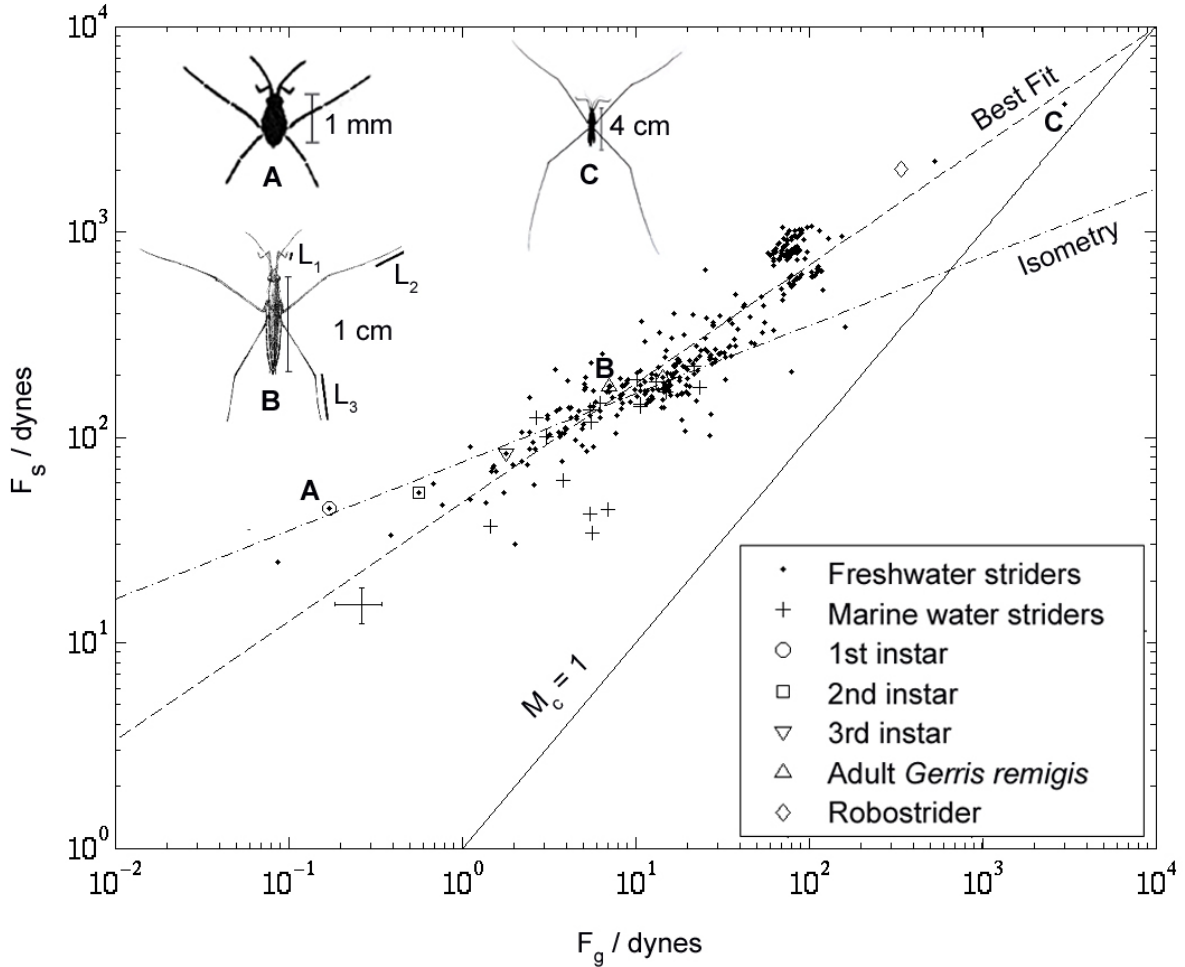 10^4
10^3
10^2
10^1
10^0
F_s / dynes
1 mm
A
4 cm
C
L_1
L_2
1 cm
B
L_3
Best Fit
C
Isometry
B
A
M_c = 1
Freshwater striders
Marine water striders
1st instar
2nd instar
3rd instar
Adult Gerris remigis
Robostrider
10^-2
10^-1
10^0
10^1
10^2
10^3
10^4
F_g / dynes